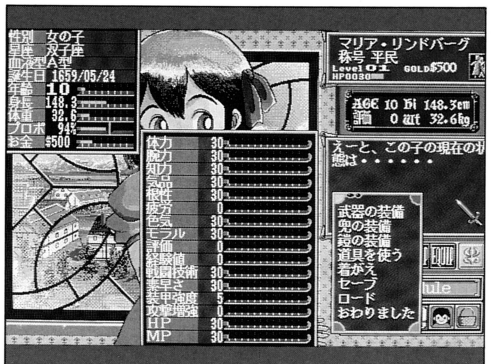 性別 女の子
星座 双子座
血液型A型
誕生日 1659/05/24
年齢 10
身長 148.3
体重 32.6
プロポ 94%
お金 $500
体力 30
腕力 30
知力 30
気品 30
根性 30
疲労 0
色気 30
モラル 30
評価 0
経験値 0
戦闘技術 30
素早さ 30
装甲強度 5
攻撃増強 0
HP 30
MP 30
マリア・リンドバーグ
称号 平民
Level 01 GOLD$500
HP0030
AGE 10 Hi 148.3cm
0 Wt 32.6kg
えーと、この子の現在の状
態は・・・・・・
武器の装備
兜の装備
鎧の装備
道具を使う
着がえ
セーブ
ロード
おわりました